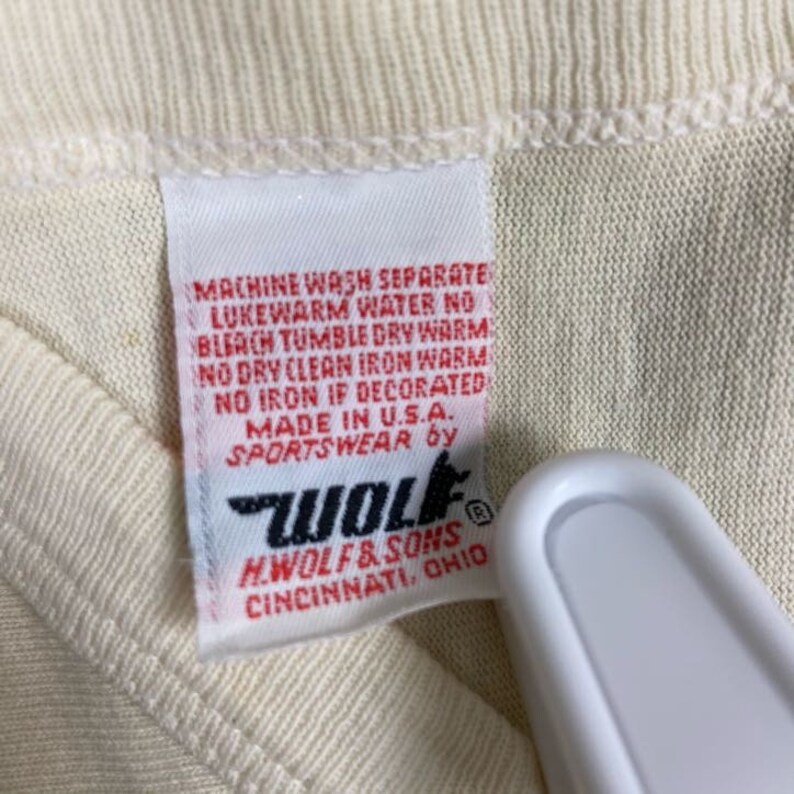 MACHINE WASH SEPARATE
LUKEWARM WATER NO
BLEACH TUMBLE DRY WARM
NO DRY CLEAN IRON WARM
NO IRON IF DECORATED
MADE IN U.S.A.
SPORTSWEAR by
WOLF ®
H.WOLF & SONS
CINCINNATI, OHIO